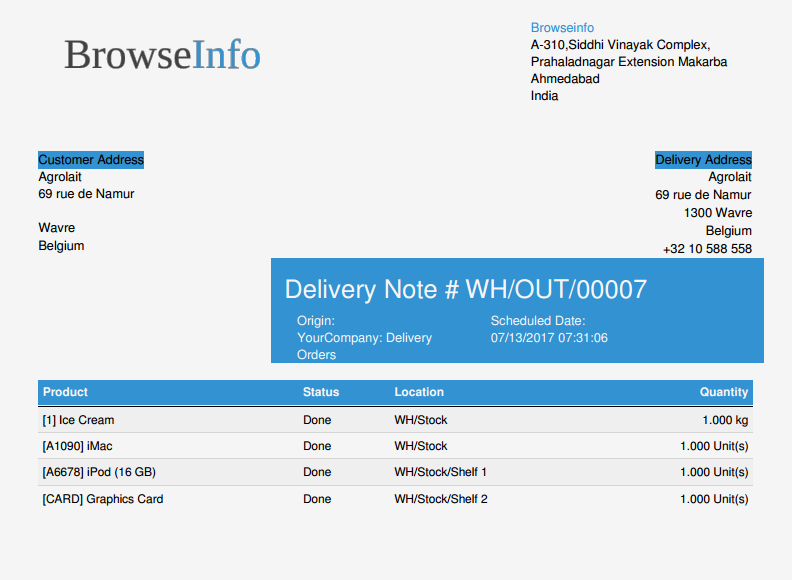 BrowseInfo
Browseinfo
A-310,Siddhi Vinayak Complex,
Prahaladnagar Extension Makarba
Ahmedabad
India
Customer Address
Agrolait
69 rue de Namur
Wavre
Belgium
Delivery Address
Agrolait
69 rue de Namur
1300 Wavre
Belgium
+32 10 588 558
Delivery Note # WH/OUT/00007
Origin:
YourCompany: Delivery
Orders
Scheduled Date:
07/13/2017 07:31:06
Product Status Location Quantity
[1] Ice Cream Done WH/Stock 1.000 kg
[A1090] iMac Done WH/Stock 1.000 Unit(s)
[A6678] iPod (16 GB) Done WH/Stock/Shelf 1 1.000 Unit(s)
[CARD] Graphics Card Done WH/Stock/Shelf 2 1.000 Unit(s)